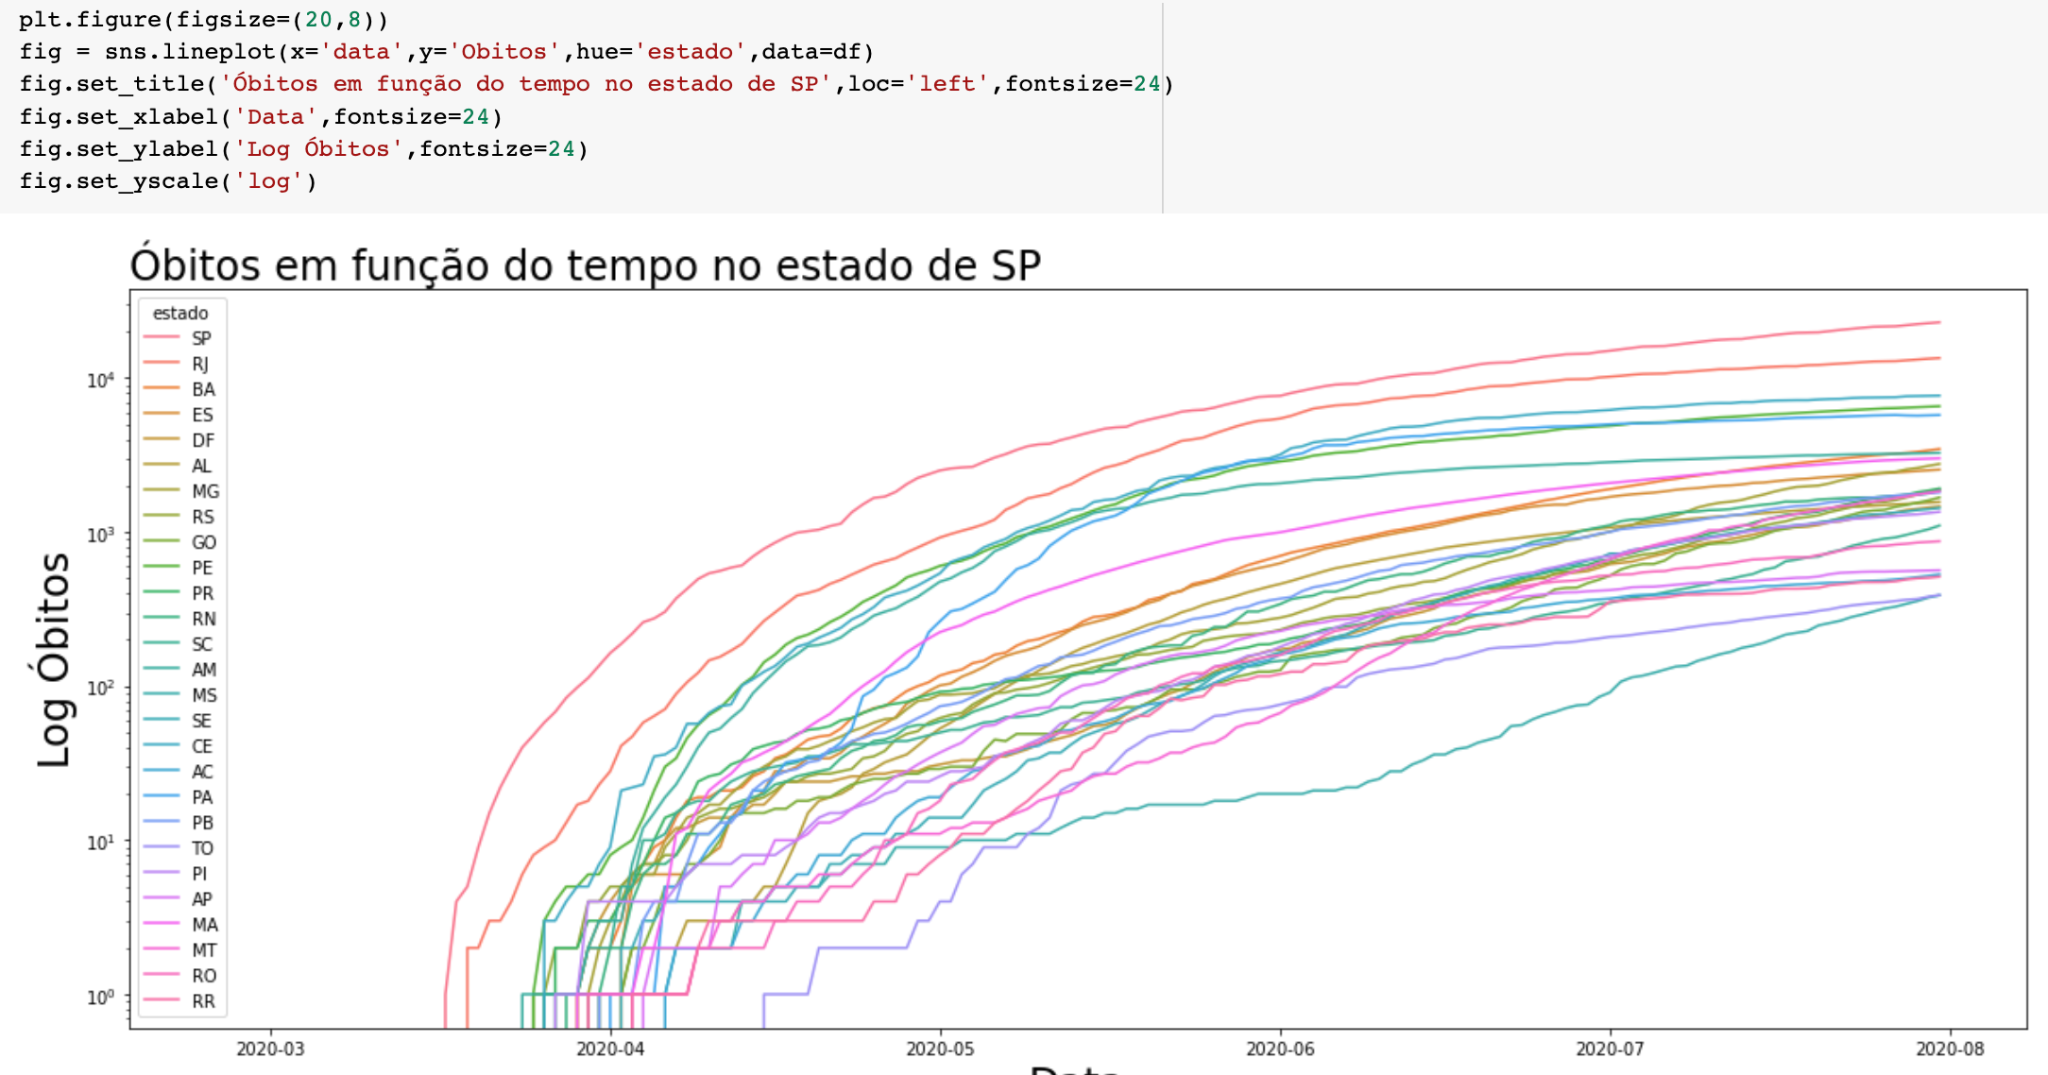 plt.figure(figsize=(20,8))
fig = sns.lineplot(x='data',y='Obitos',hue='estado',data=df)
fig.set_title('Óbitos em função do tempo no estado de SP',loc='left',fontsize=24)
fig.set_xlabel('Data',fontsize=24)
fig.set_ylabel('Log Óbitos',fontsize=24)
fig.set_yscale('log')
Óbitos em função do tempo no estado de SP
estado
SP
RJ
BA
ES
DF
AL
MG
RS
GO
PE
PR
RN
SC
AM
MS
SE
CE
AC
PA
PB
TO
PI
AP
MA
MT
RO
RR
10⁴
10³
10²
10¹
10⁰
Log Óbitos
2020-03 2020-04 2020-05 2020-06 2020-07 2020-08
Data